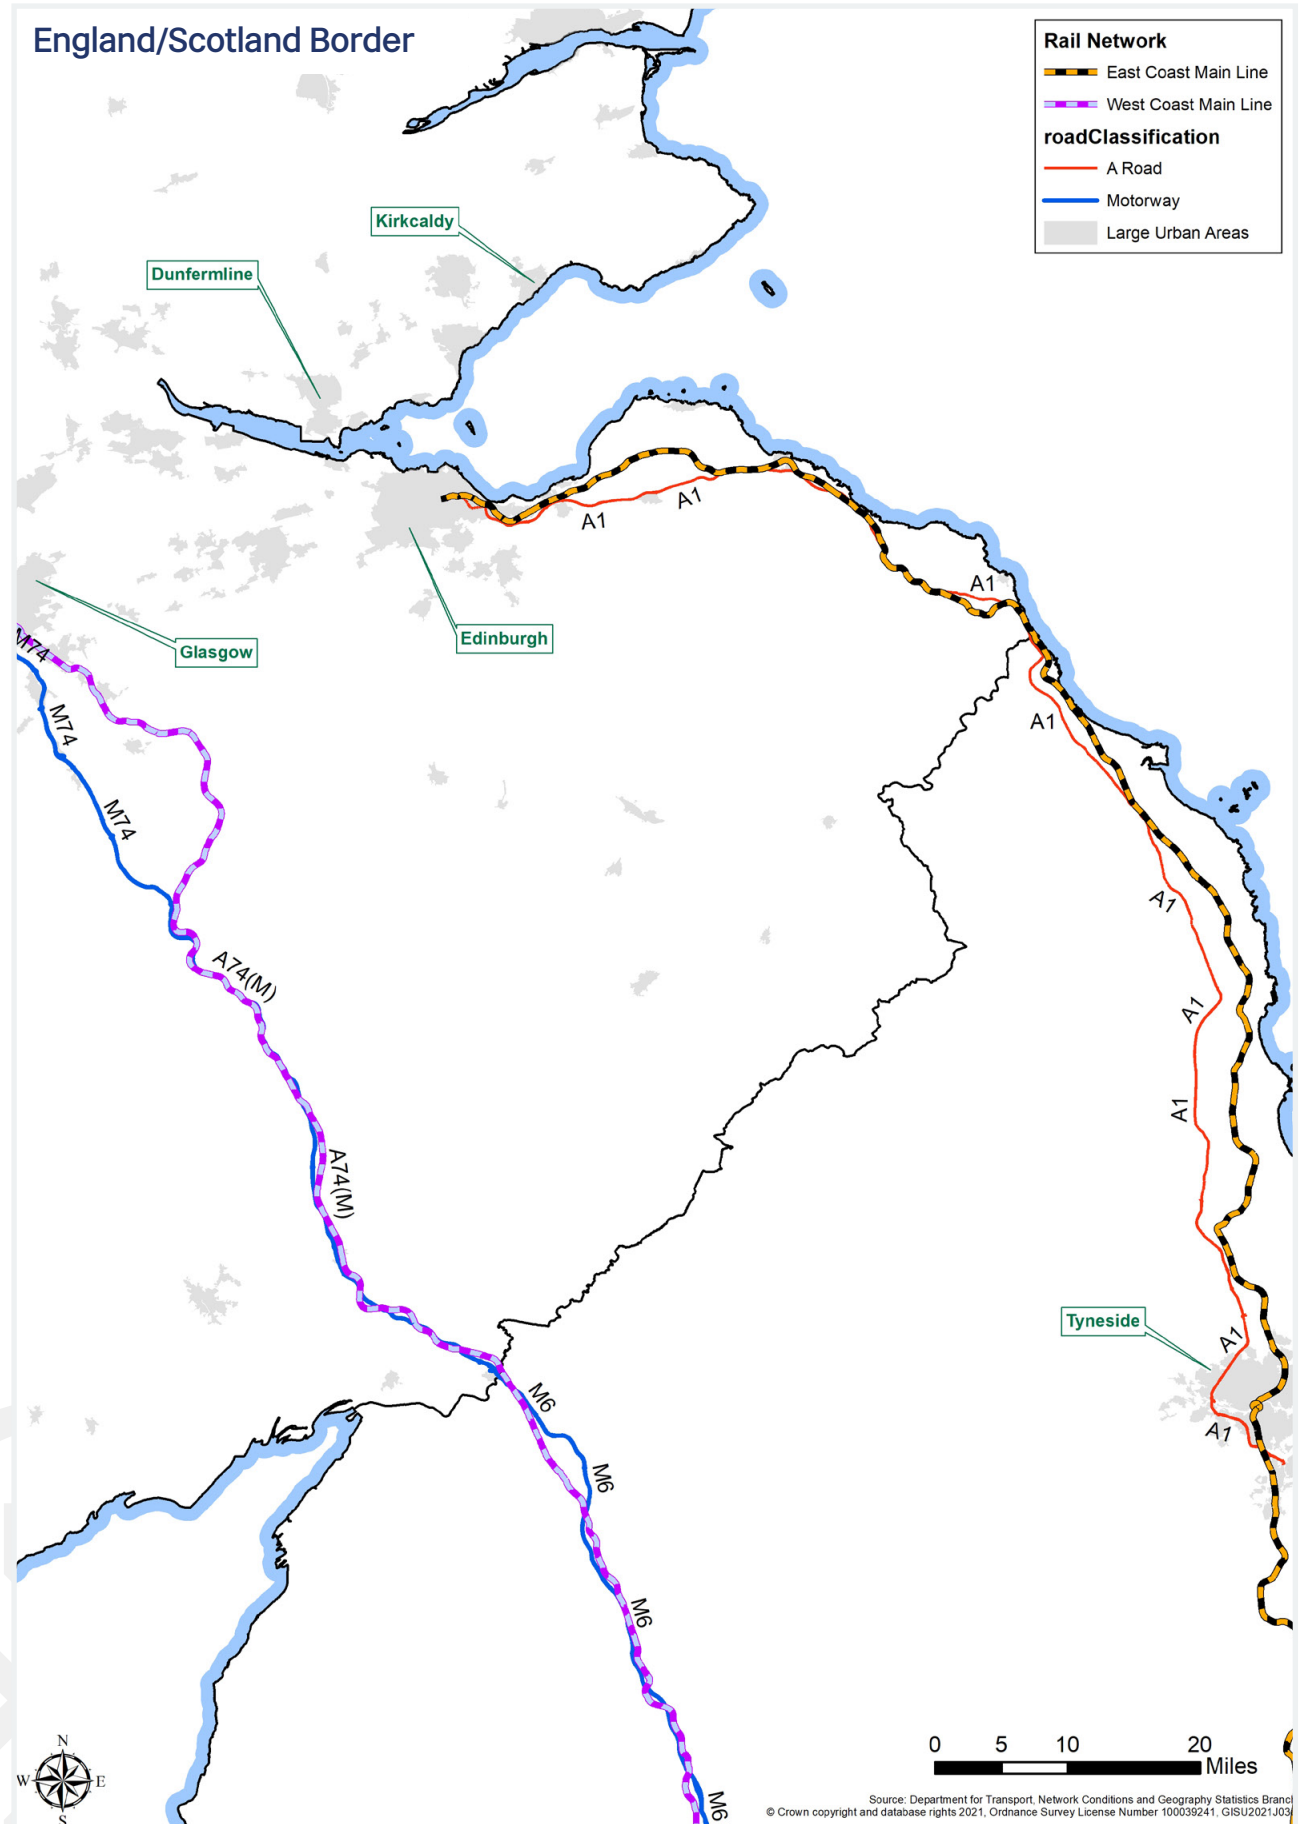 England/Scotland Border
Rail Network
East Coast Main Line
West Coast Main Line
roadClassification
A Road
Motorway
Large Urban Areas
Kirkcaldy
Dunfermline
A1
A1
A1
Edinburgh
Glasgow
M74
M74
A1
M74
A1
A74(M)
A1
A1
A74(M)
Tyneside
A1
M6
A1
M6
M6
N
W E
S
0 5 10 20
Miles
M6
Source: Department for Transport, Network Conditions and Geography Statistics Branch
© Crown copyright and database rights 2021, Ordnance Survey License Number 100039241, GISU2021J03